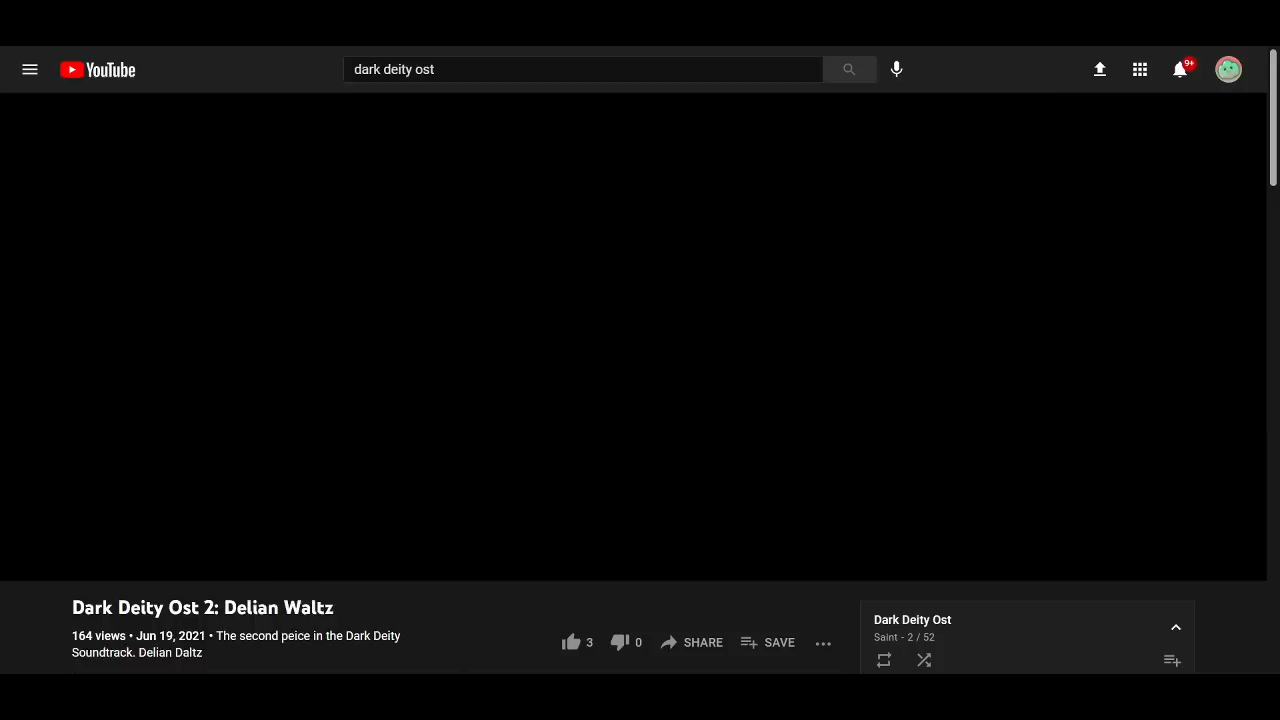 YouTube
dark deity ost
9+
Dark Deity Ost 2: Delian Waltz
164 views • Jun 19, 2021 • The second peice in the Dark Deity
Soundtrack. Delian Daltz
3
0
SHARE
SAVE
Dark Deity Ost
Saint - 2 / 52